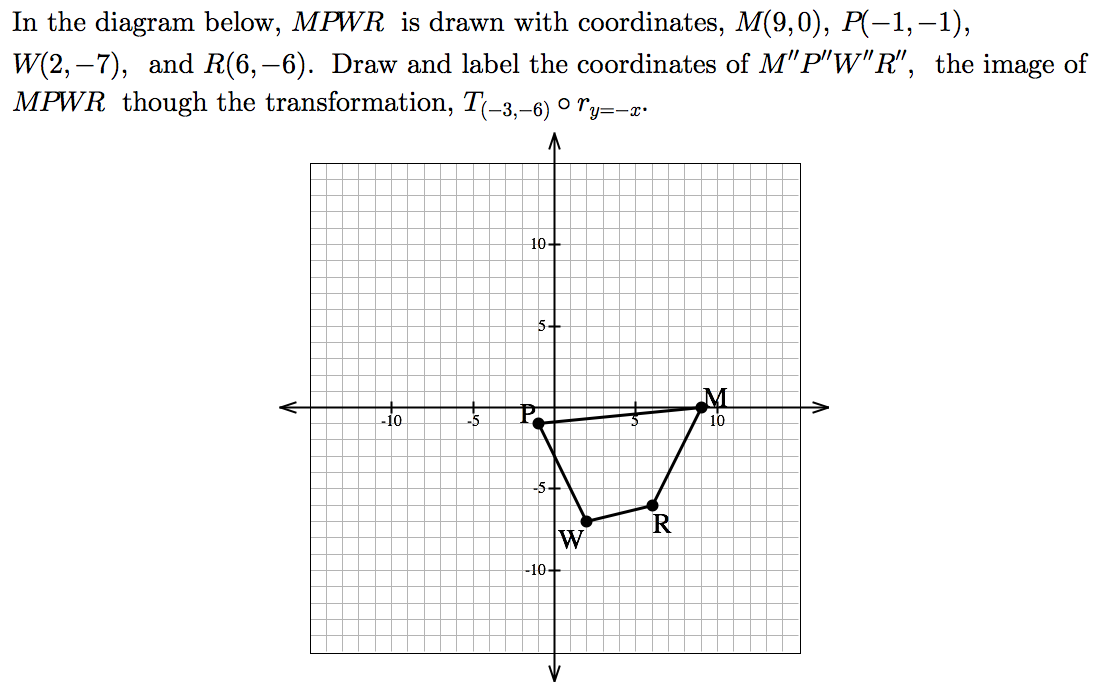 In the diagram below, MPWR is drawn with coordinates, M(9,0), P(−1,−1),
W(2,−7), and R(6,−6). Draw and label the coordinates of M″P″W″R″, the image of
MPWR though the transformation, T₍₋₃,₋₆₎ ∘ r_{y=−x}.
10
5
M
P
-10
-5
5
10
-5
R
W
-10